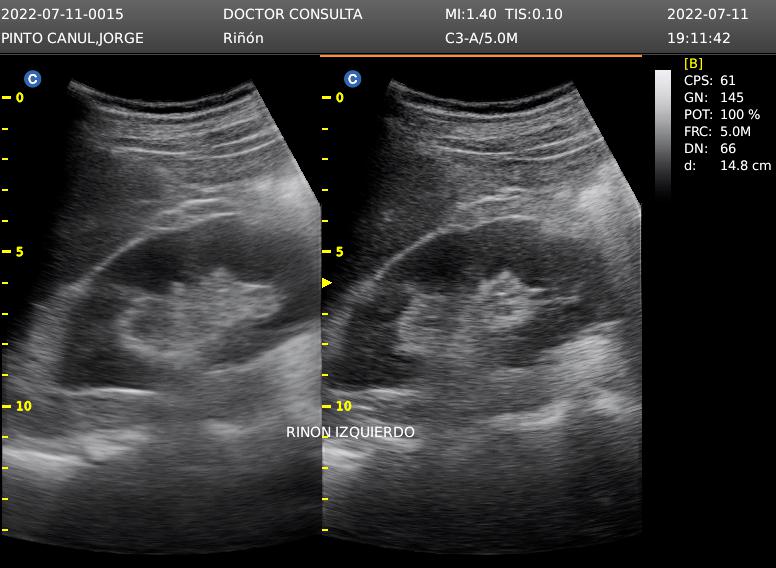 2022-07-11-0015 DOCTOR CONSULTA MI:1.40 TIS:0.10 2022-07-11
PINTO CANUL,JORGE Riñón C3-A/5.0M 19:11:42
[B]
CPS: 61
GN: 145
POT: 100 %
FRC: 5.0M
DN: 66
d: 14.8 cm
C C
0 0
5 5
10 10
RINON IZQUIERDO